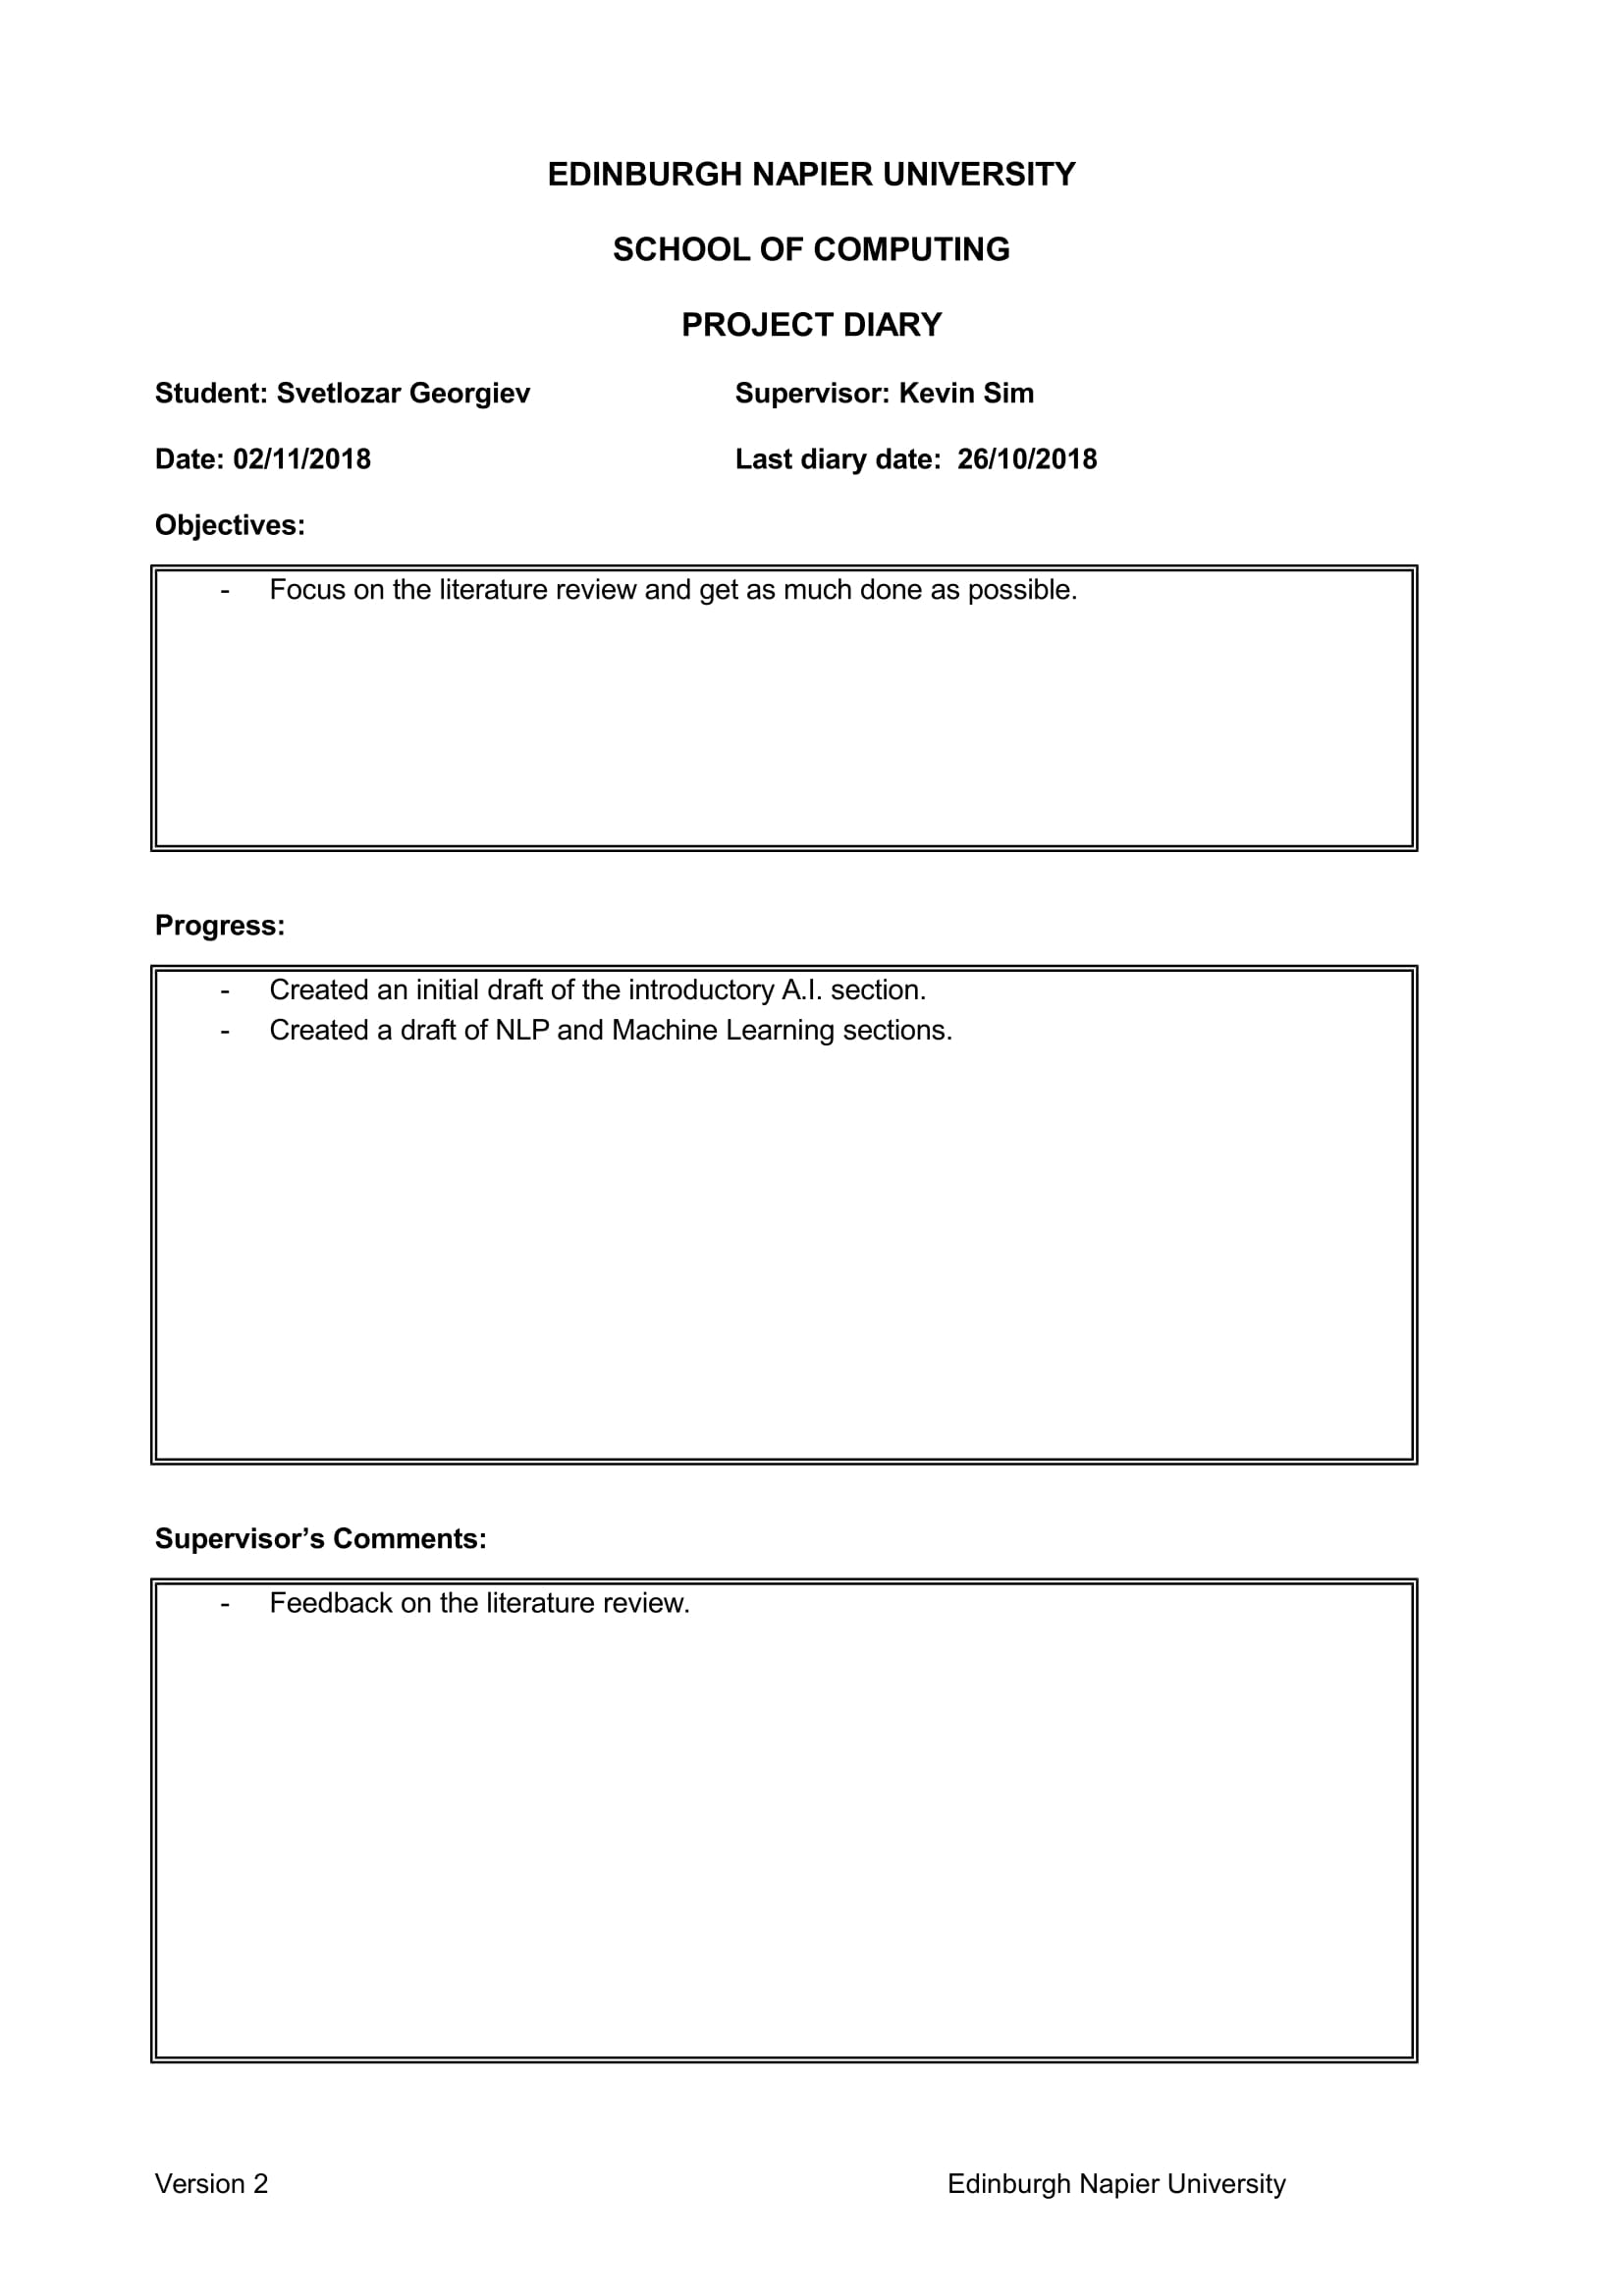 EDINBURGH NAPIER UNIVERSITY
SCHOOL OF COMPUTING
PROJECT DIARY
Student: Svetlozar Georgiev Supervisor: Kevin Sim
Date: 02/11/2018 Last diary date: 26/10/2018
Objectives:
- Focus on the literature review and get as much done as possible.
Progress:
- Created an initial draft of the introductory A.I. section.
- Created a draft of NLP and Machine Learning sections.
Supervisor’s Comments:
- Feedback on the literature review.
Version 2 Edinburgh Napier University